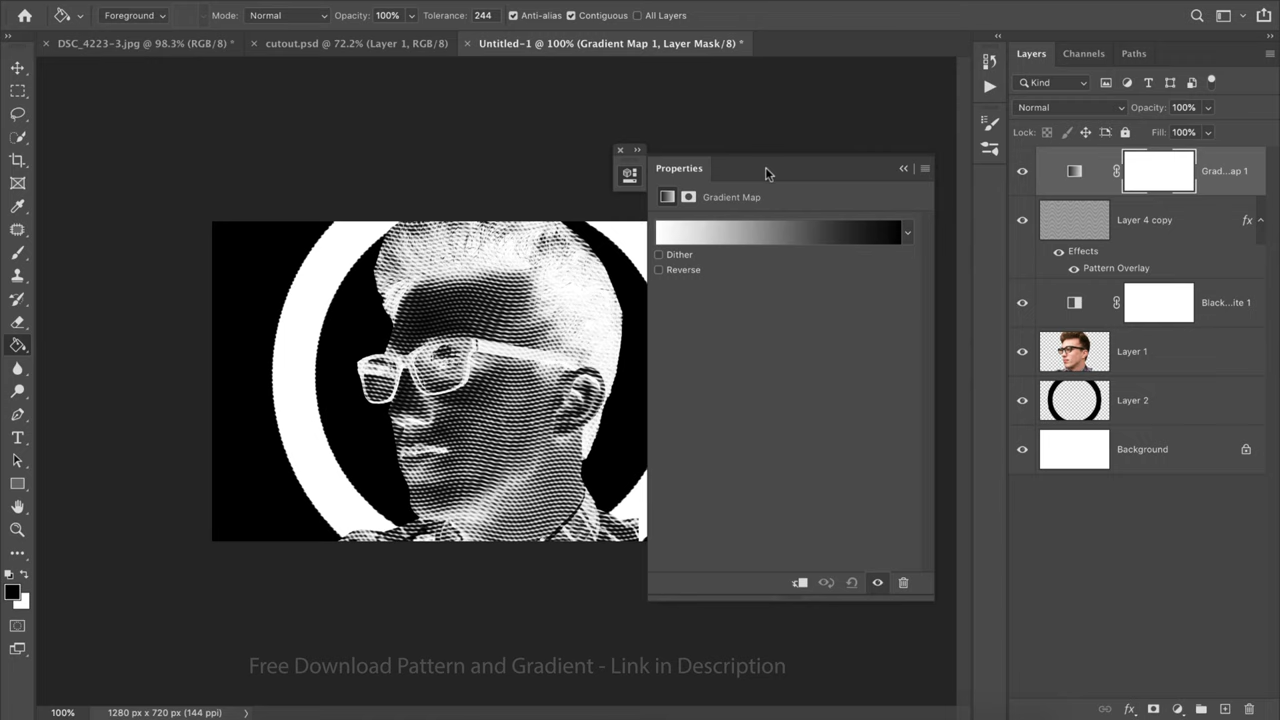 Foreground
Mode: Normal
Opacity: 100%
Tolerance: 244
Anti-alias
Contiguous
All Layers
DSC_4223-3.jpg @ 98.3% (RGB/8) *
cutout.psd @ 72.2% (Layer 1, RGB/8)
Untitled-1 @ 100% (Gradient Map 1, Layer Mask/8) *
Layers
Channels
Paths
Kind
Normal
Opacity: 100%
Lock:
Fill: 100%
Grad...ap 1
Layer 4 copy
fx
Effects
Pattern Overlay
Black...ite 1
Layer 1
Layer 2
Background
Properties
Gradient Map
Dither
Reverse
Free Download Pattern and Gradient - Link in Description
100%
1280 px x 720 px (144 ppi)
fx